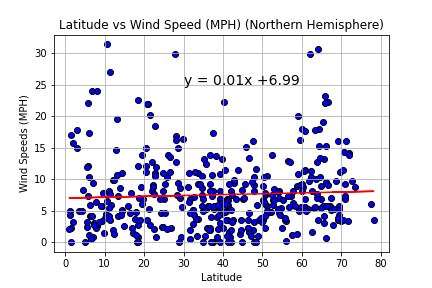 Latitude vs Wind Speed (MPH) (Northern Hemisphere)
30
25
20
15
10
5
0
Wind Speeds (MPH)
y = 0.01x +6.99
0 10 20 30 40 50 60 70 80
Latitude